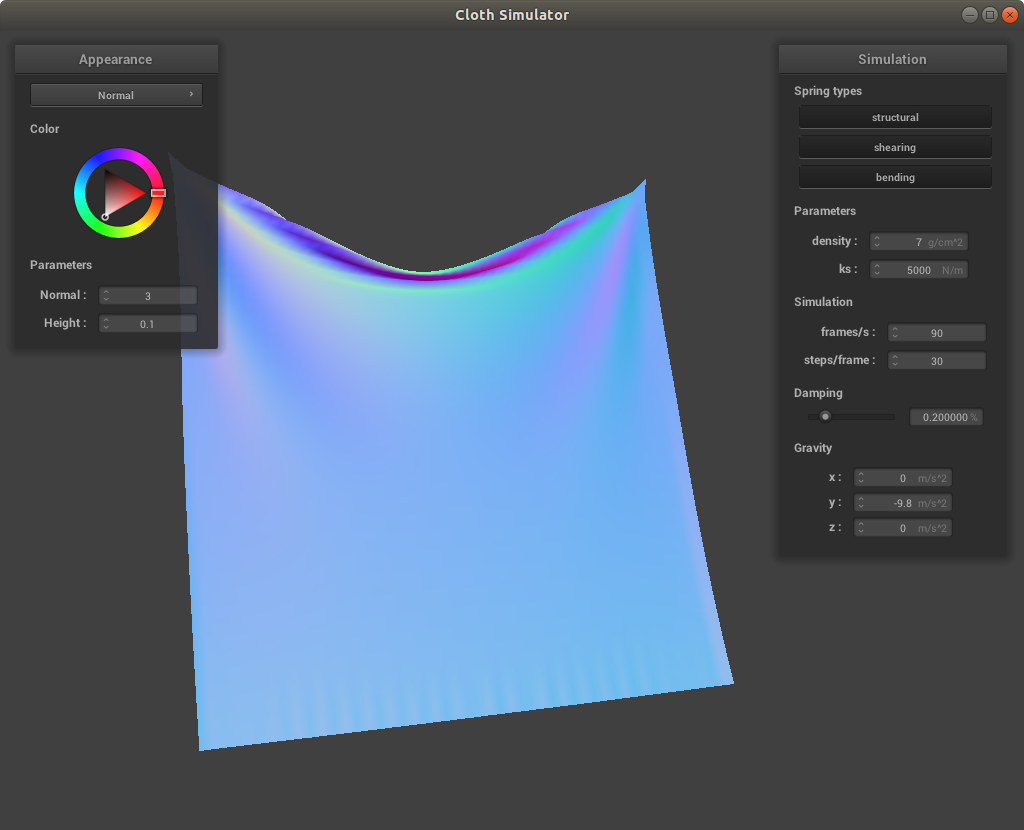 Cloth Simulator
Appearance
Normal
Color
Parameters
Normal : 3
Height : 0.1
Simulation
Spring types
structural
shearing
bending
Parameters
density : 7 g/cm^2
ks : 5000 N/m
Simulation
frames/s : 90
steps/frame : 30
Damping
0.200000 %
Gravity
x : 0 m/s^2
y : -9.8 m/s^2
z : 0 m/s^2